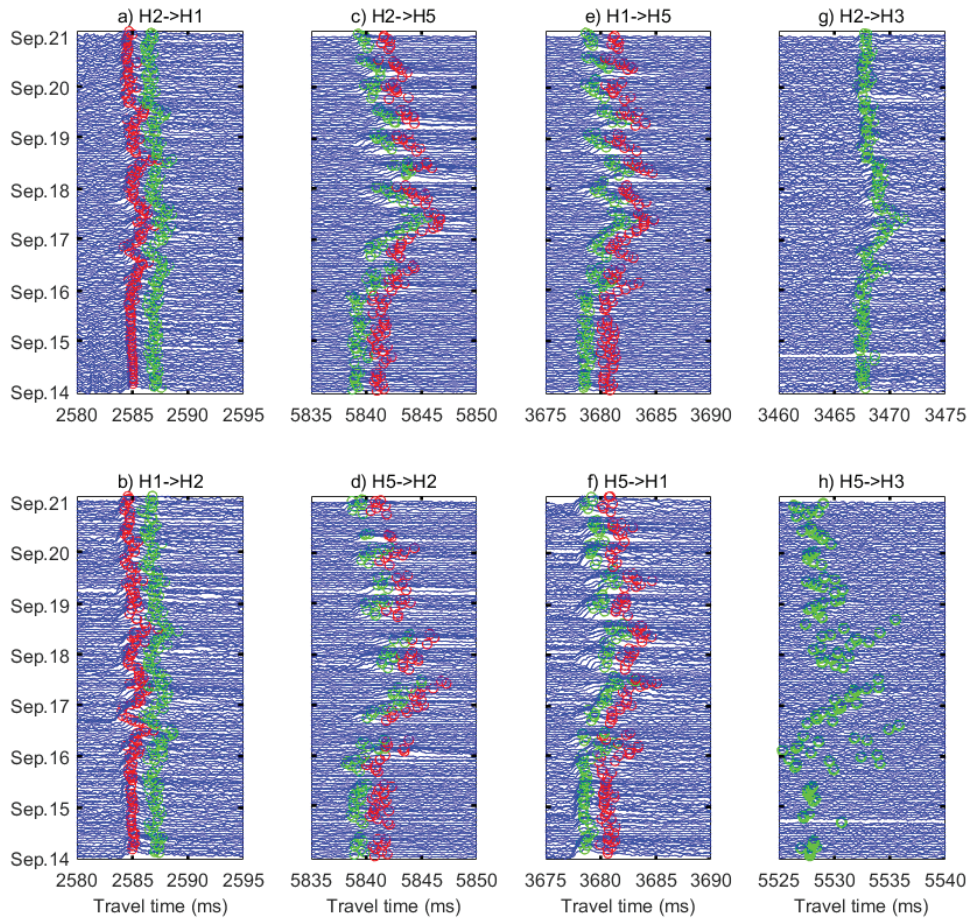 a) H2->H1 c) H2->H5 e) H1->H5 g) H2->H3
Sep.21
Sep.20
Sep.19
Sep.18
Sep.17
Sep.16
Sep.15
Sep.14
2580 2585 2590 2595 5835 5840 5845 5850 3675 3680 3685 3690 3460 3465 3470 3475
b) H1->H2 d) H5->H2 f) H5->H1 h) H5->H3
Sep.21
Sep.20
Sep.19
Sep.18
Sep.17
Sep.16
Sep.15
Sep.14
2580 2585 2590 2595 5835 5840 5845 5850 3675 3680 3685 3690 5525 5530 5535 5540
Travel time (ms) Travel time (ms) Travel time (ms) Travel time (ms)